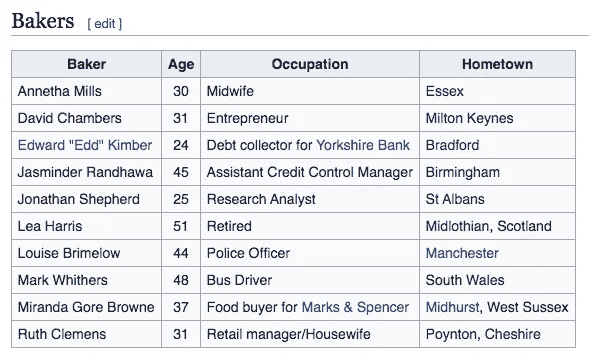 Bakers [ edit ]
Baker Age Occupation Hometown
Annetha Mills 30 Midwife Essex
David Chambers 31 Entrepreneur Milton Keynes
Edward "Edd" Kimber 24 Debt collector for Yorkshire Bank Bradford
Jasminder Randhawa 45 Assistant Credit Control Manager Birmingham
Jonathan Shepherd 25 Research Analyst St Albans
Lea Harris 51 Retired Midlothian, Scotland
Louise Brimelow 44 Police Officer Manchester
Mark Whithers 48 Bus Driver South Wales
Miranda Gore Browne 37 Food buyer for Marks & Spencer Midhurst, West Sussex
Ruth Clemens 31 Retail manager/Housewife Poynton, Cheshire